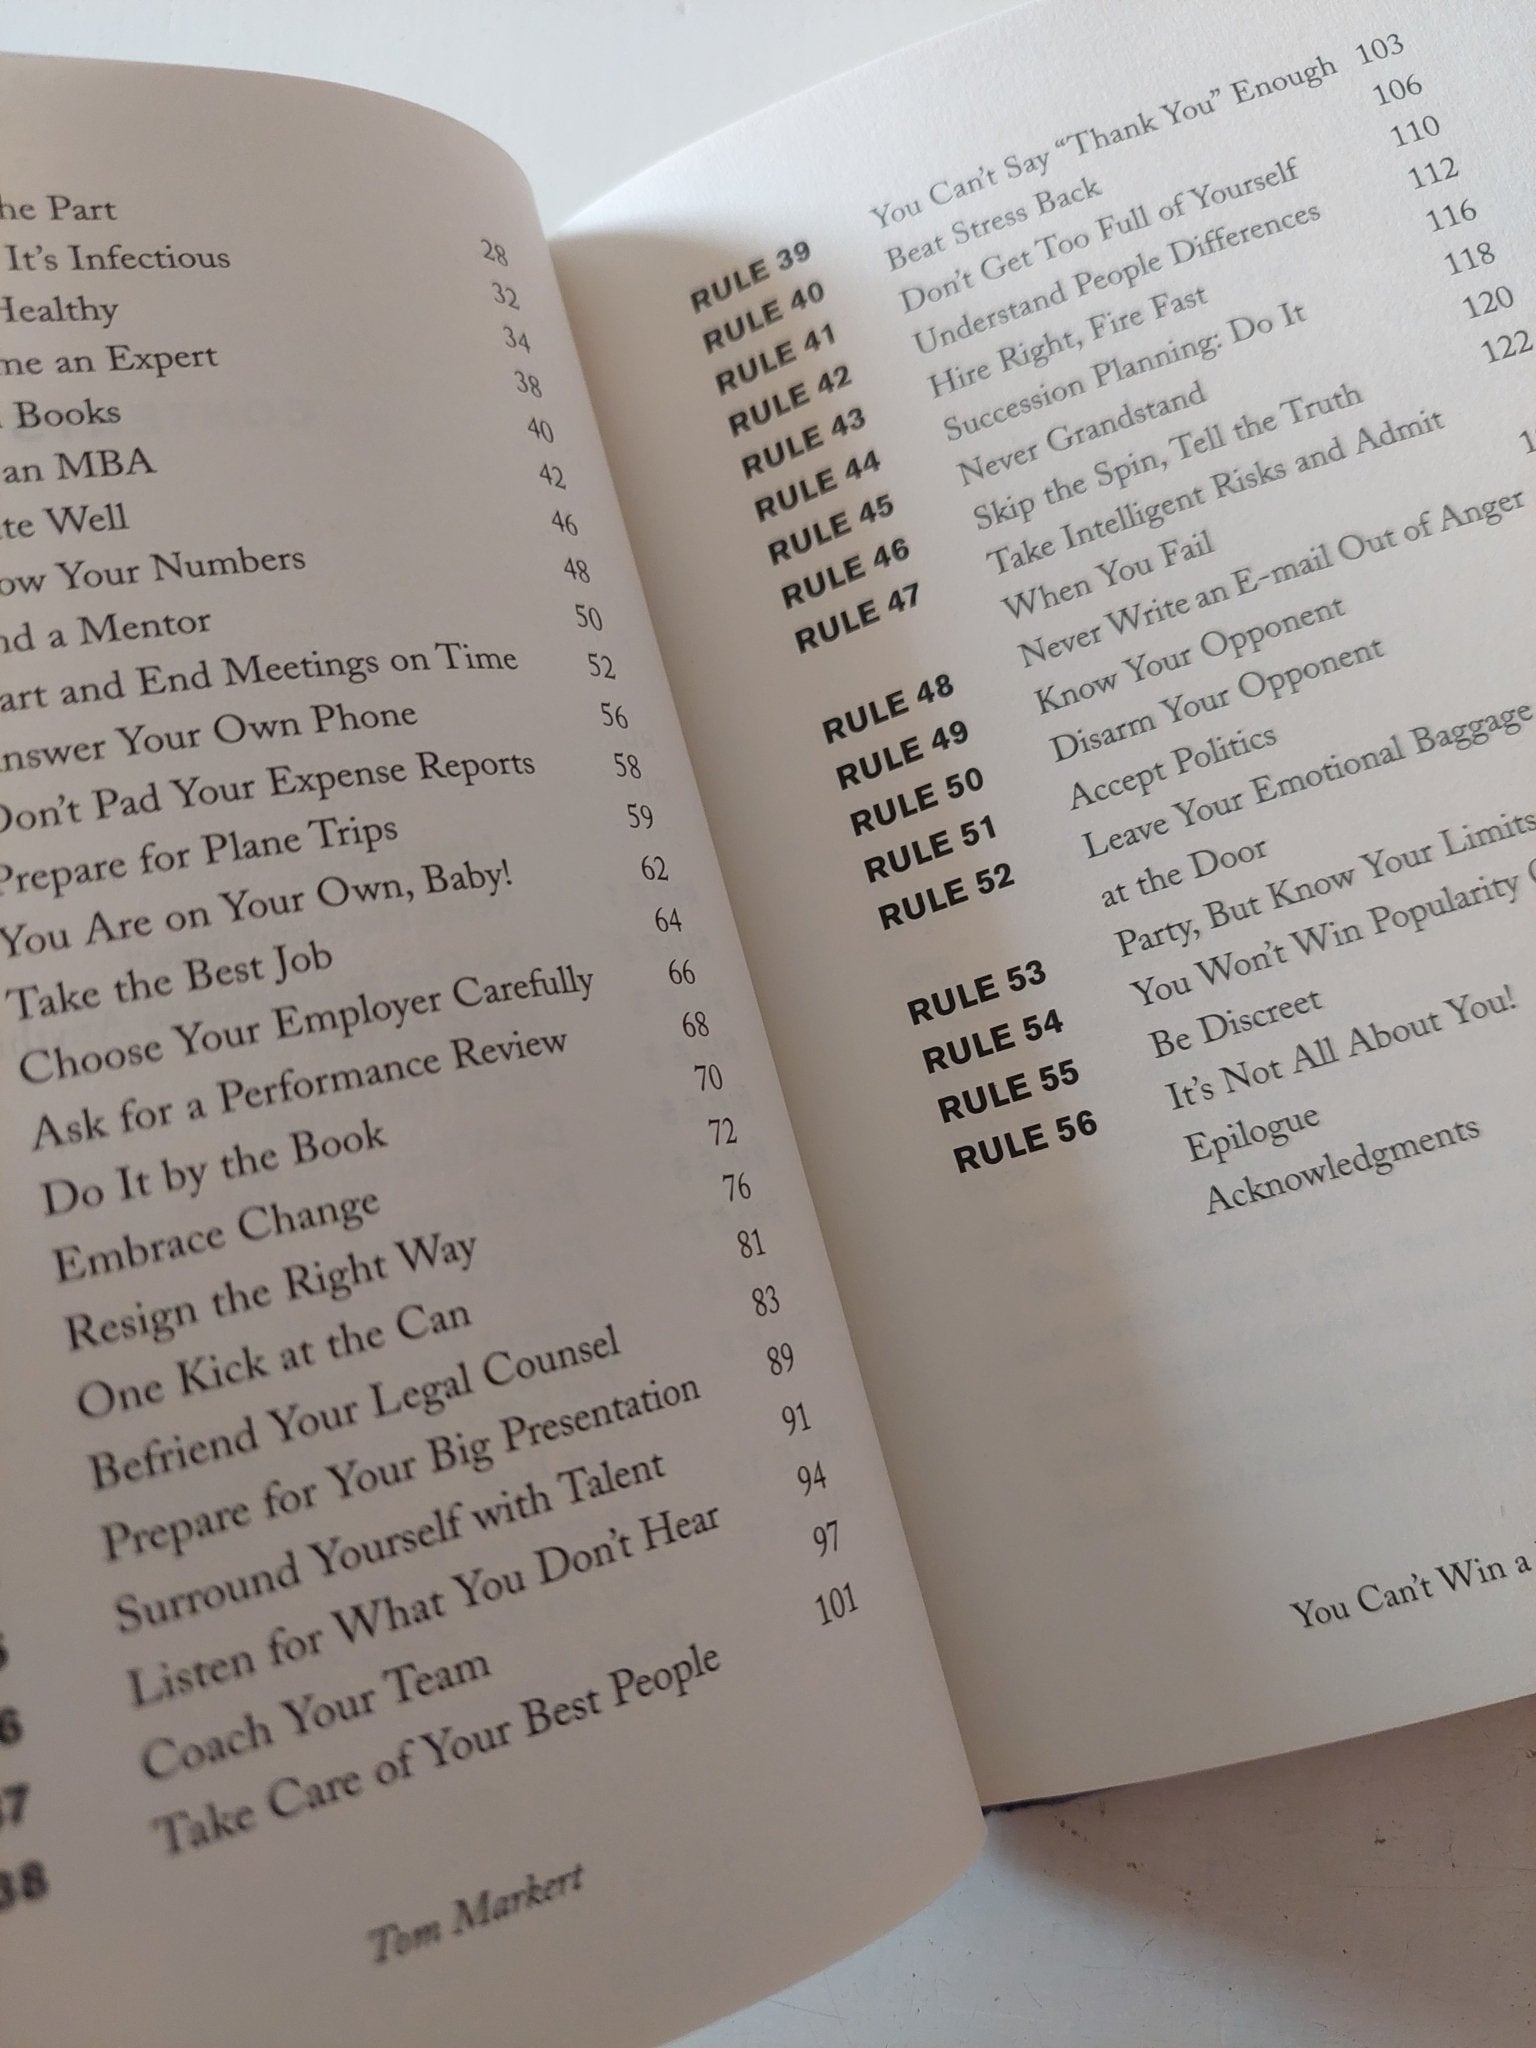 he Part 28
It's Infectious 32
Healthy 34
me an Expert 38
Books 40
an MBA 42
te Well 46
ow Your Numbers 48
nd a Mentor 50
art and End Meetings on Time 52
nswer Your Own Phone 56
Don't Pad Your Expense Reports 58
Prepare for Plane Trips 59
You Are on Your Own, Baby! 62
Take the Best Job 64
Choose Your Employer Carefully 66
Ask for a Performance Review 68
Do It by the Book 70
Embrace Change 72
Resign the Right Way 76
One Kick at the Can 81
Befriend Your Legal Counsel 83
Prepare for Your Big Presentation 89
Surround Yourself with Talent 91
Listen for What You Don't Hear 94
6 Coach Your Team 97
37 Take Care of Your Best People 101
38
Tom Markert
RULE 39 You Can't Say “Thank You” Enough 103
RULE 40 Beat Stress Back 106
RULE 41 Don't Get Too Full of Yourself 110
RULE 42 Understand People Differences 112
RULE 43 Hire Right, Fire Fast 116
RULE 44 Succession Planning: Do It 118
RULE 45 Never Grandstand 120
RULE 46 Skip the Spin, Tell the Truth 122
RULE 47 Take Intelligent Risks and Admit
When You Fail
RULE 48 Never Write an E-mail Out of Anger
RULE 49 Know Your Opponent
RULE 50 Disarm Your Opponent
RULE 51 Accept Politics
RULE 52 Leave Your Emotional Baggage
at the Door
RULE 53 Party, But Know Your Limits
RULE 54 You Won't Win Popularity
RULE 55 Be Discreet
RULE 56 It's Not All About You!
Epilogue
Acknowledgments
You Can't Win a